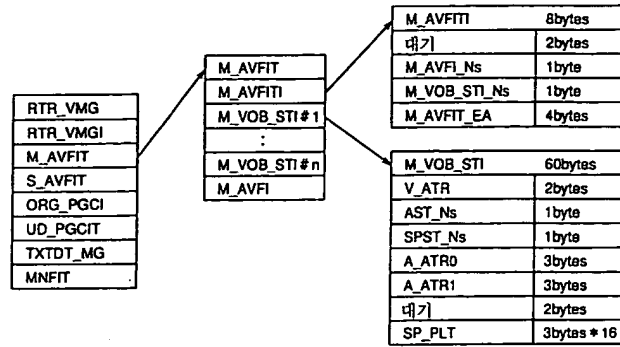 RTR_VMG
RTR_VMGI
M_AVFIT
S_AVFIT
ORG_PGCI
UD_PGCIT
TXTDT_MG
MNFIT
M_AVFIT
M_AVFITI
M_VOB_STI#1
:
M_VOB_STI#n
M_AVFI
M_AVFITI 8bytes
대기 2bytes
M_AVFI_Ns 1byte
M_VOB_STI_Ns 1byte
M_AVFIT_EA 4bytes
M_VOB_STI 60bytes
V_ATR 2bytes
AST_Ns 1byte
SPST_Ns 1byte
A_ATR0 3bytes
A_ATR1 3bytes
대기 2bytes
SP_PLT 3bytes*16